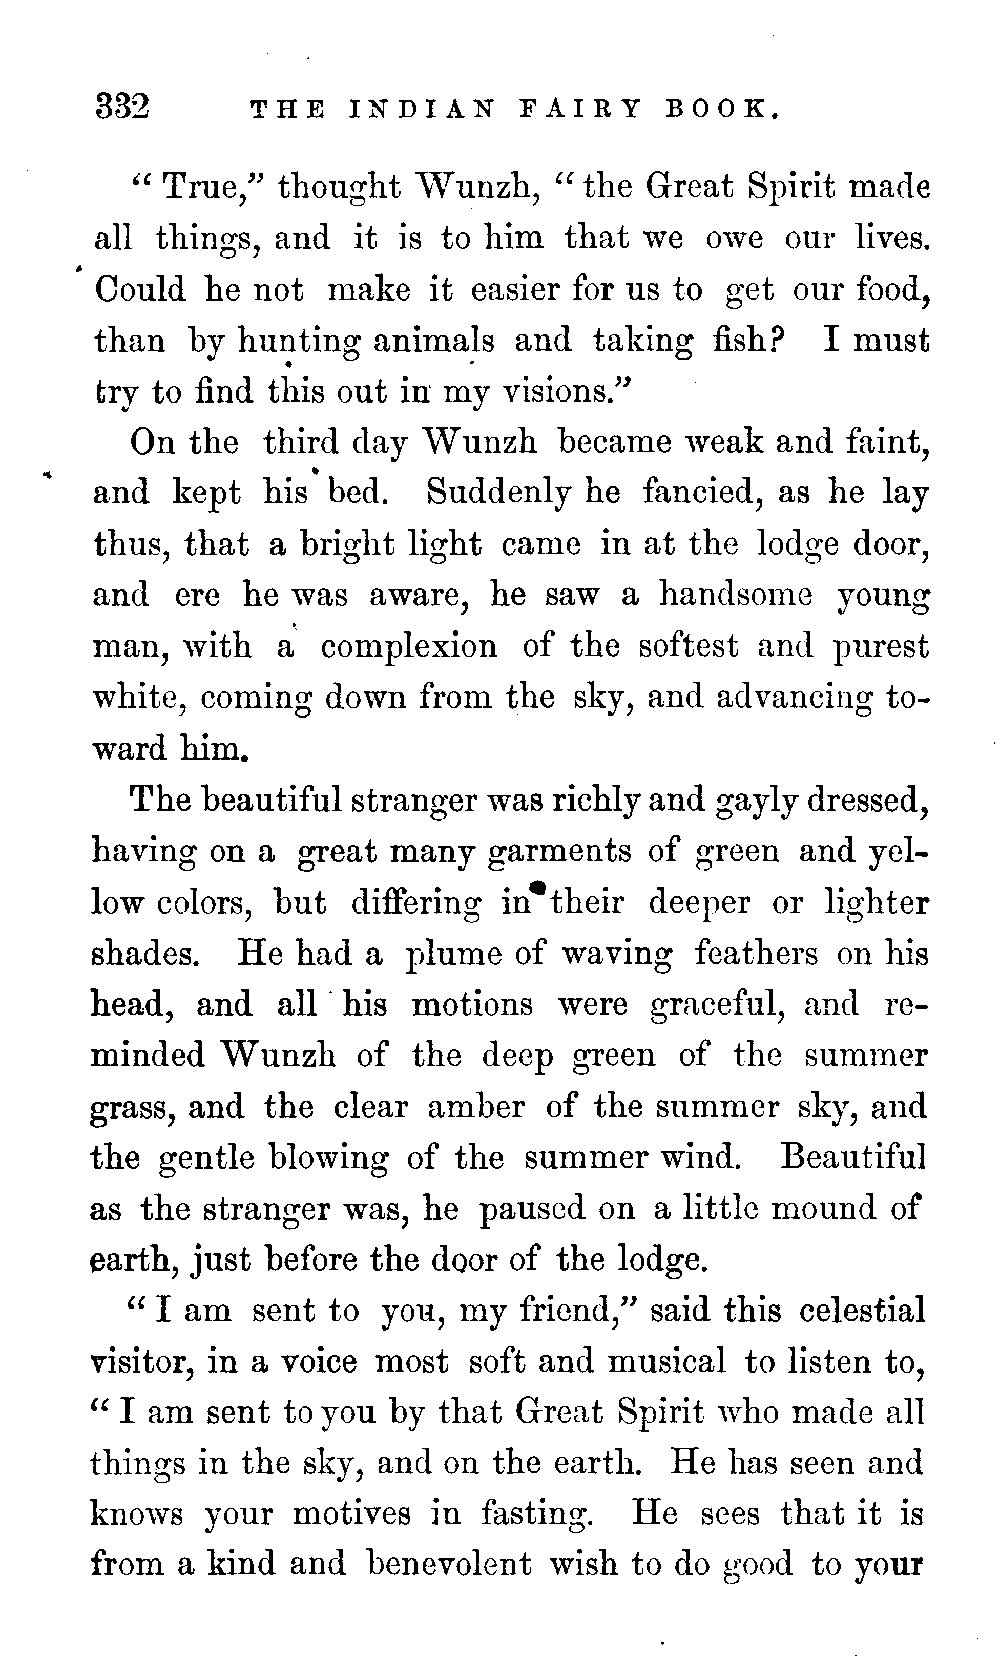 332 THE INDIAN FAIRY BOOK.
“ True,” thought Wunzh, “ the Great Spirit made
all things, and it is to him that we owe our lives.
Could he not make it easier for us to get our food,
than by hunting animals and taking fish? I must
try to find this out in my visions.”
On the third day Wunzh became weak and faint,
and kept his bed. Suddenly he fancied, as he lay
thus, that a bright light came in at the lodge door,
and ere he was aware, he saw a handsome young
man, with a complexion of the softest and purest
white, coming down from the sky, and advancing to-
ward him.
The beautiful stranger was richly and gayly dressed,
having on a great many garments of green and yel-
low colors, but differing in their deeper or lighter
shades. He had a plume of waving feathers on his
head, and all his motions were graceful, and re-
minded Wunzh of the deep green of the summer
grass, and the clear amber of the summer sky, and
the gentle blowing of the summer wind. Beautiful
as the stranger was, he paused on a little mound of
earth, just before the door of the lodge.
“ I am sent to you, my friend,” said this celestial
visitor, in a voice most soft and musical to listen to,
“ I am sent to you by that Great Spirit who made all
things in the sky, and on the earth. He has seen and
knows your motives in fasting. He sees that it is
from a kind and benevolent wish to do good to your